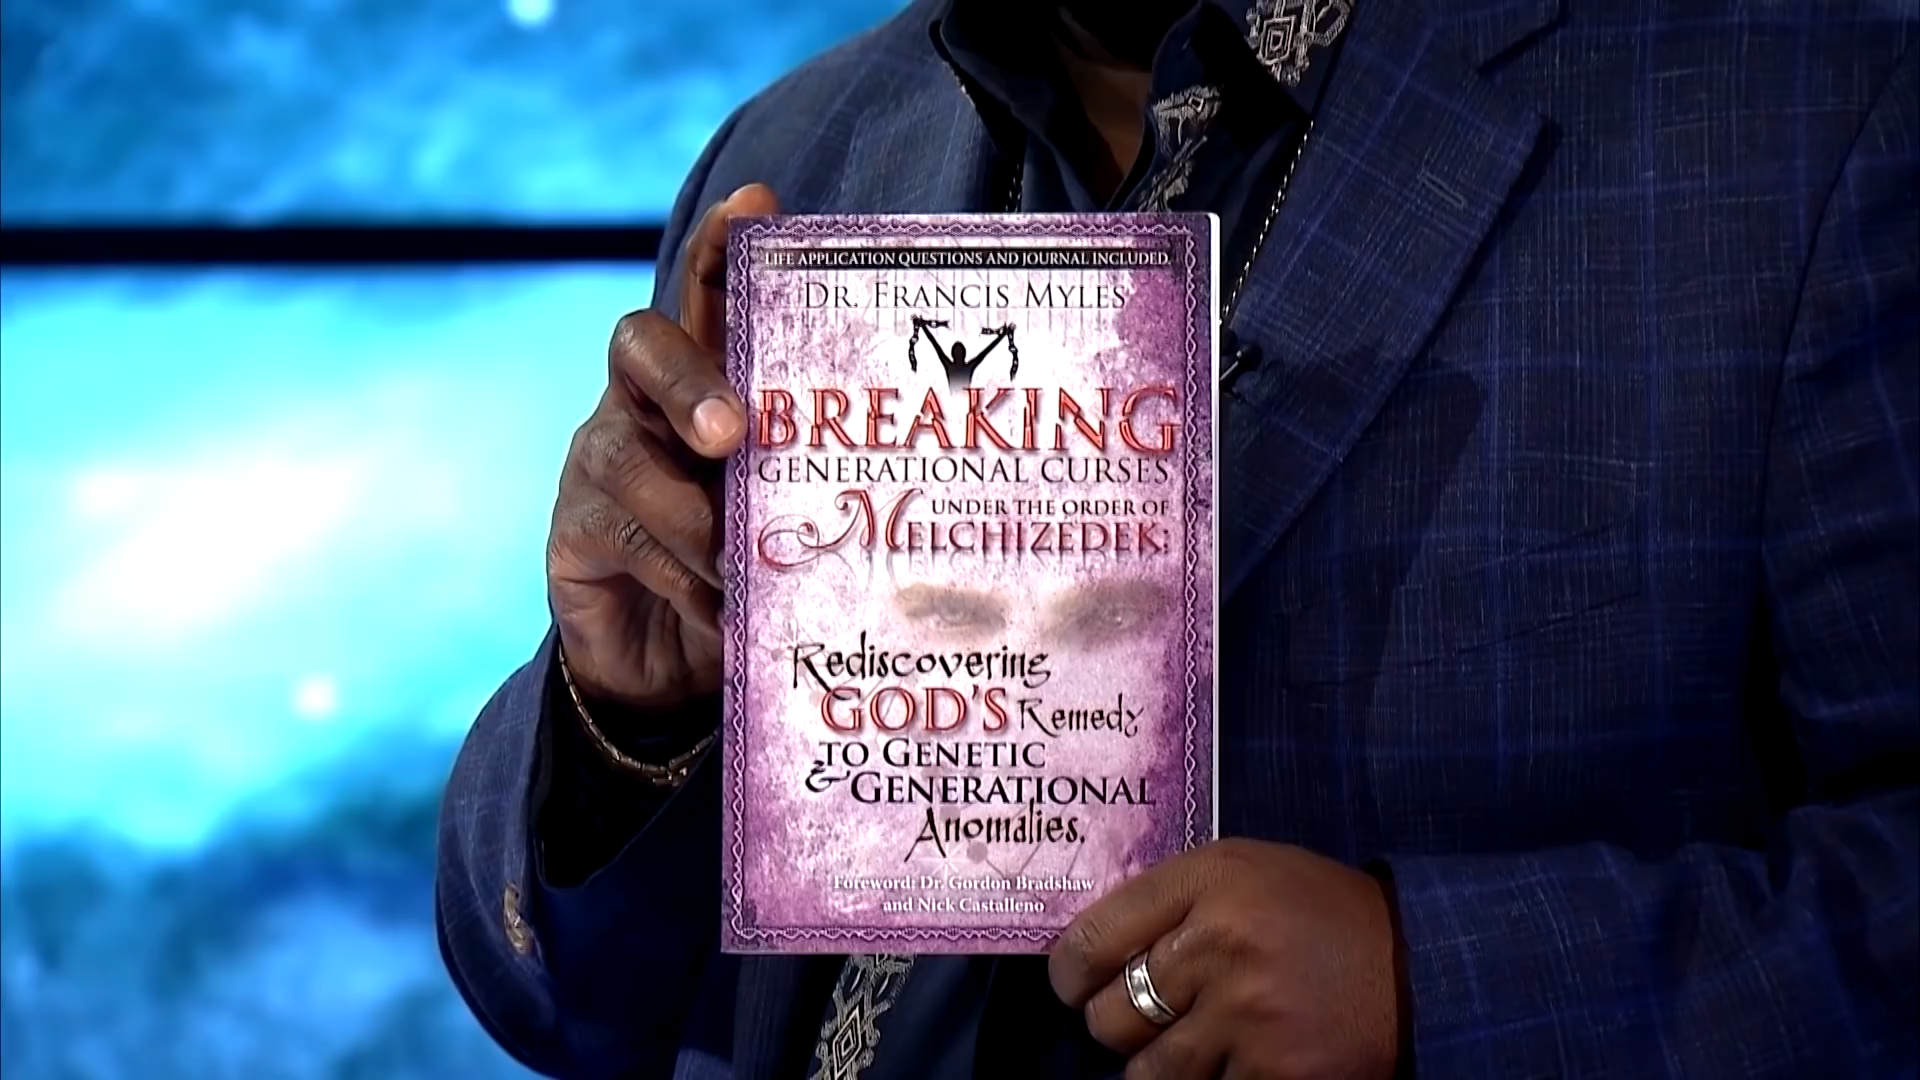 LIFE APPLICATION QUESTIONS AND JOURNAL INCLUDED.
DR. FRANCIS MYLES
BREAKING
GENERATIONAL CURSES
UNDER THE ORDER OF
MELCHIZEDEK:
Rediscovering
GOD'S Remedy
TO GENETIC
& GENERATIONAL
Anomalies.
Foreword: Dr. Gordon Bradshaw
and Nick Castalleno